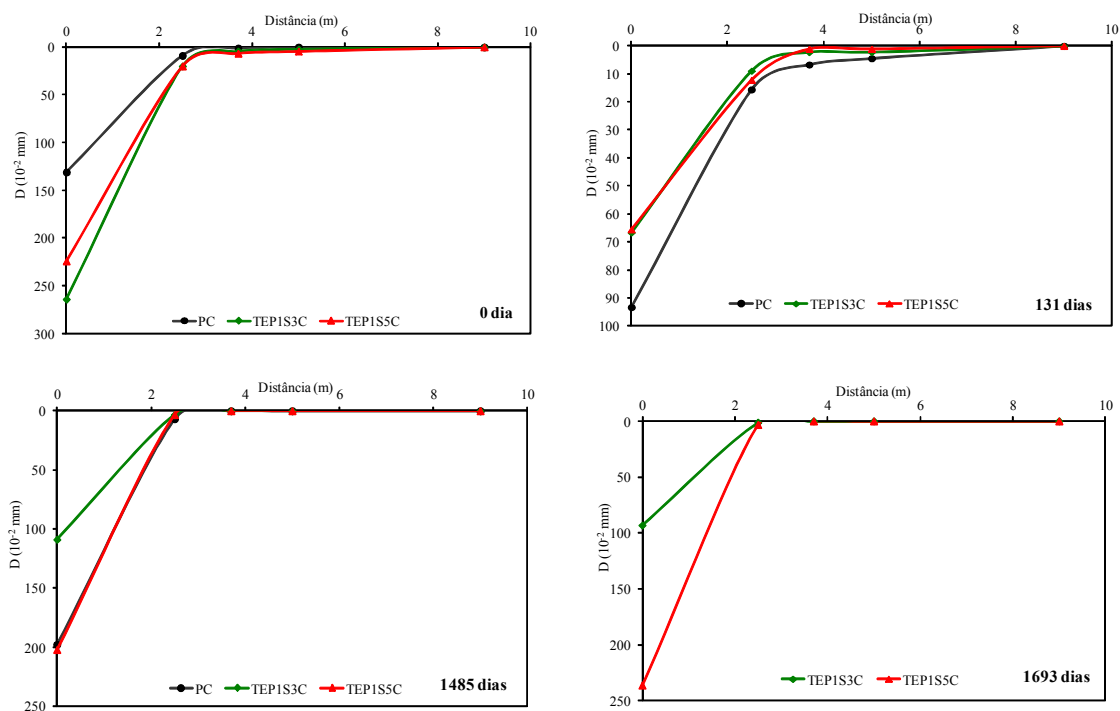 Distância (m)
0 2 4 6 8 10
0
50
100
150
200
250
300
D (10⁻² mm)
PC TEP1S3C TEP1S5C
0 dia
Distância (m)
0 2 4 6 8 10
0
10
20
30
40
50
60
70
80
90
100
D (10⁻² mm)
PC TEP1S3C TEP1S5C
131 dias
Distância (m)
0 2 4 6 8 10
0
50
100
150
200
250
D (10⁻² mm)
PC TEP1S3C TEP1S5C
1485 dias
Distância (m)
0 2 4 6 8 10
0
50
100
150
200
250
D (10⁻² mm)
TEP1S3C TEP1S5C
1693 dias